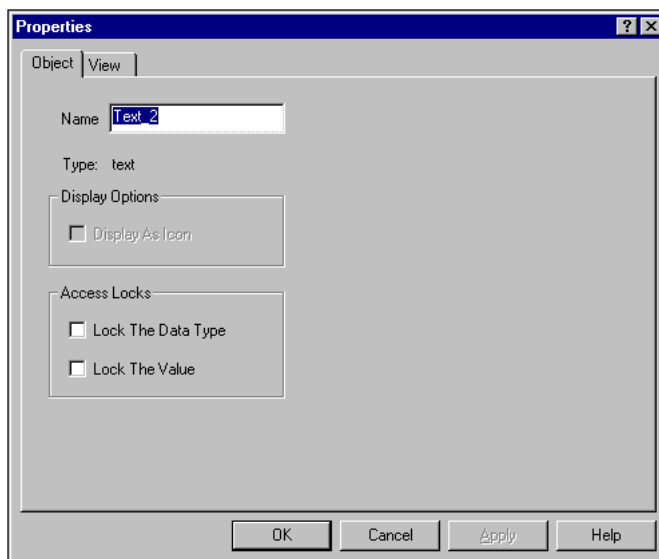 Properties
Object View
Name Text_2
Type: text
Display Options
Display As Icon
Access Locks
Lock The Data Type
Lock The Value
OK Cancel Apply Help